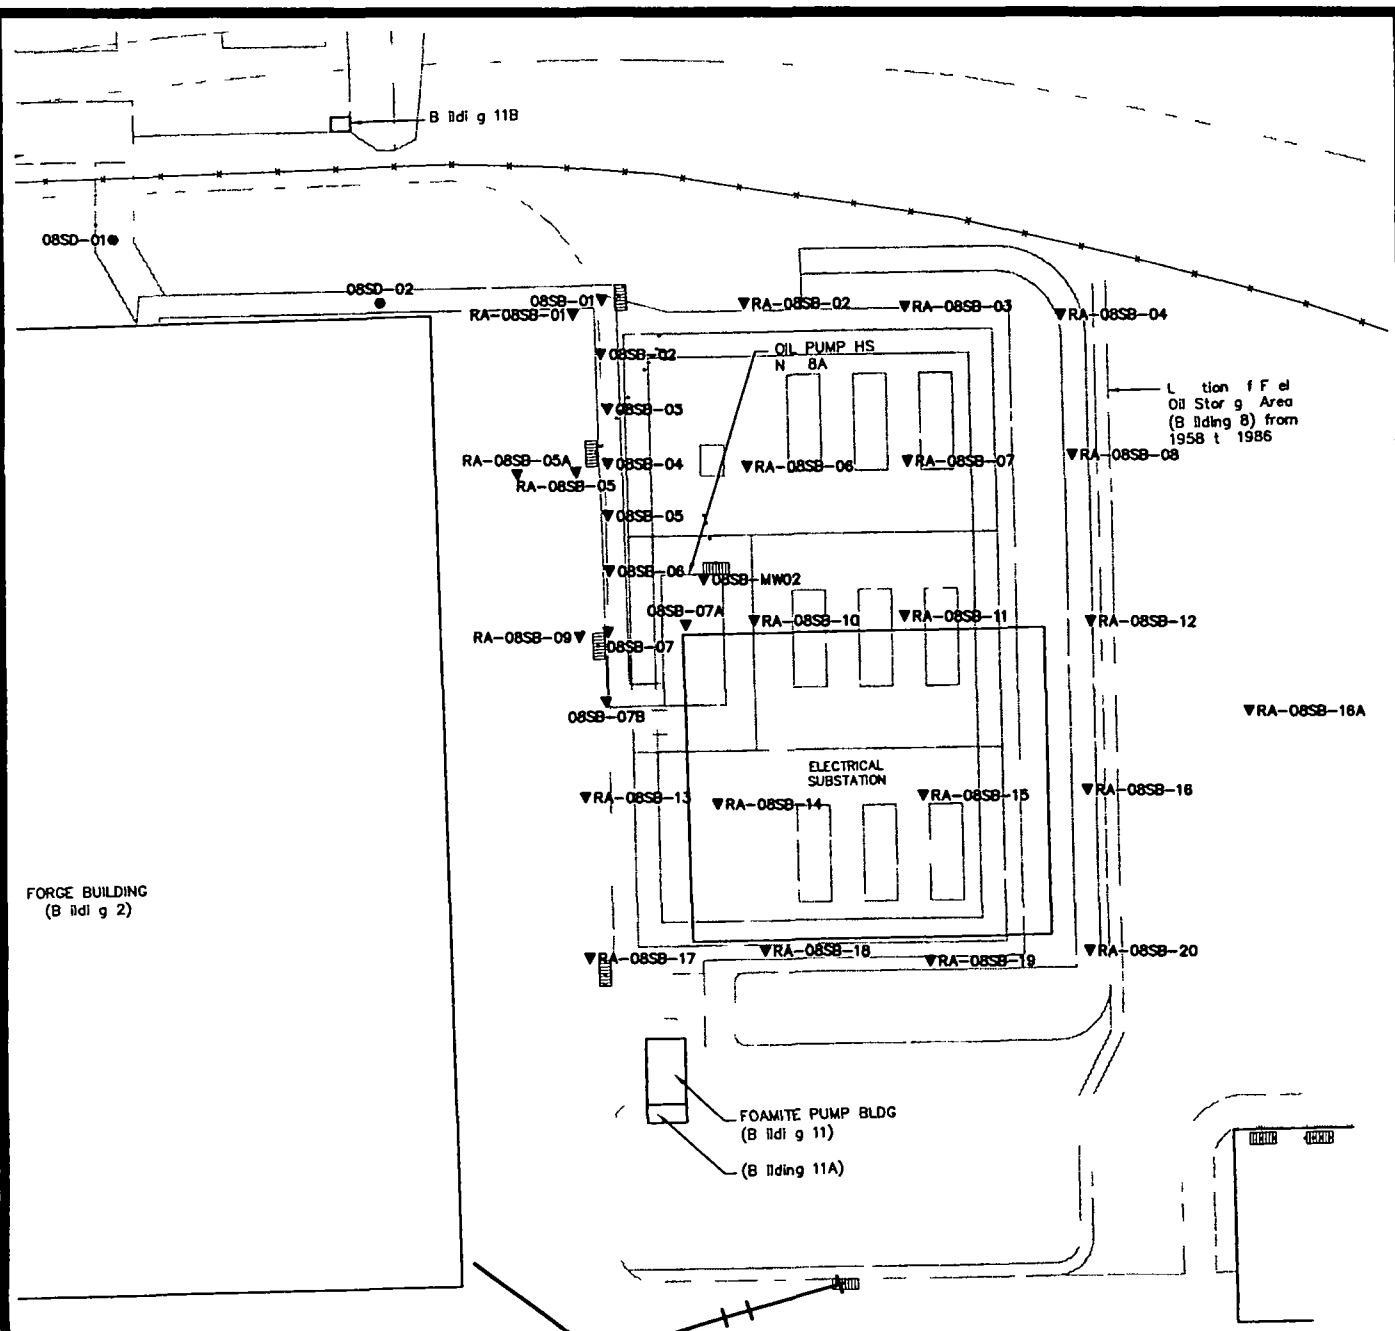 B ildi g 11B
08SD-01
08SD-02
08SB-01
RA-08SB-01
RA-08SB-02
RA-08SB-03
RA-08SB-04
08SB-02
OIL PUMP HS
N 8A
L tion f F el
Oil Stor g Area
(B ilding 8) from
1958 t 1986
08SB-03
RA-08SB-05A
08SB-04
RA-08SB-06
RA-08SB-07
RA-08SB-08
RA-08SB-05
08SB-05
08SB-06
08SB-MW02
08SB-07A
RA-08SB-10
RA-08SB-11
RA-08SB-12
RA-08SB-09
08SB-07
08SB-07B
RA-08SB-16A
ELECTRICAL
SUBSTATION
RA-08SB-13
RA-08SB-14
RA-08SB-15
RA-08SB-16
FORGE BUILDING
(B ildi g 2)
RA-08SB-17
RA-08SB-18
RA-08SB-19
RA-08SB-20
FOAMITE PUMP BLDG
(B ildi g 11)
(B ilding 11A)